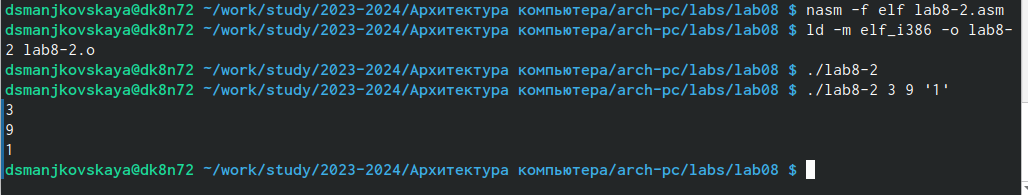 dsmanjkovskaya@dk8n72 ~/work/study/2023-2024/Архитектура компьютера/arch-pc/labs/lab08 $ nasm -f elf lab8-2.asm
dsmanjkovskaya@dk8n72 ~/work/study/2023-2024/Архитектура компьютера/arch-pc/labs/lab08 $ ld -m elf_i386 -o lab8-
2 lab8-2.o
dsmanjkovskaya@dk8n72 ~/work/study/2023-2024/Архитектура компьютера/arch-pc/labs/lab08 $ ./lab8-2
dsmanjkovskaya@dk8n72 ~/work/study/2023-2024/Архитектура компьютера/arch-pc/labs/lab08 $ ./lab8-2 3 9 '1'
3
9
1
dsmanjkovskaya@dk8n72 ~/work/study/2023-2024/Архитектура компьютера/arch-pc/labs/lab08 $